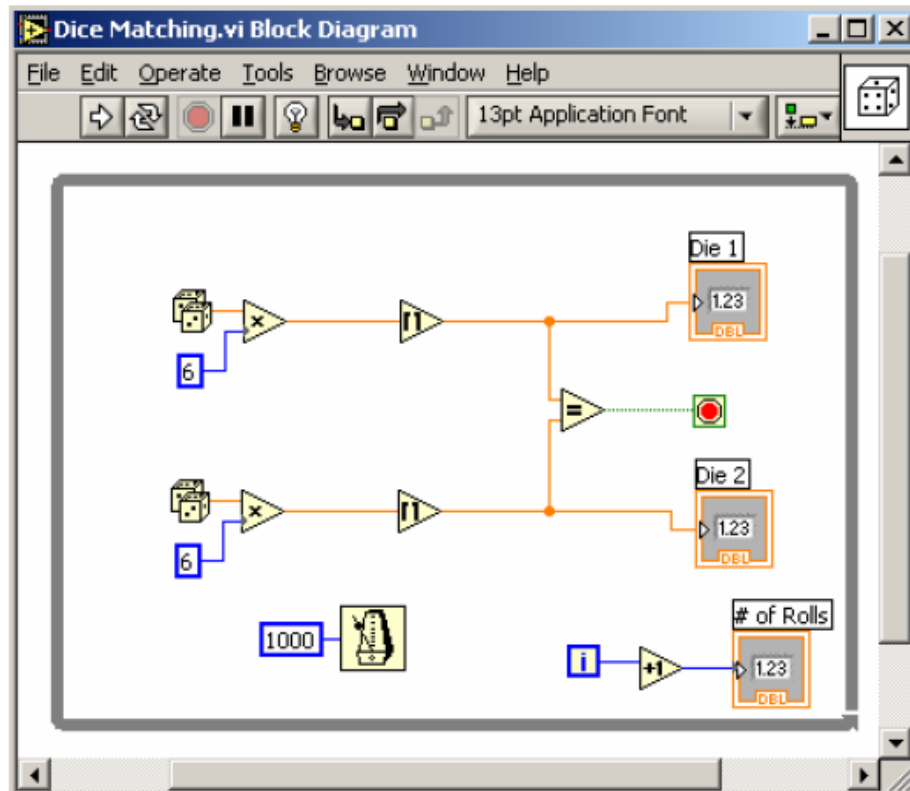 Dice Matching.vi Block Diagram
File Edit Operate Tools Browse Window Help
13pt Application Font
Die 1
1.23
DBL
×
6
=
Die 2
1.23
DBL
×
6
1000
# of Rolls
i
+1
1.23
DBL